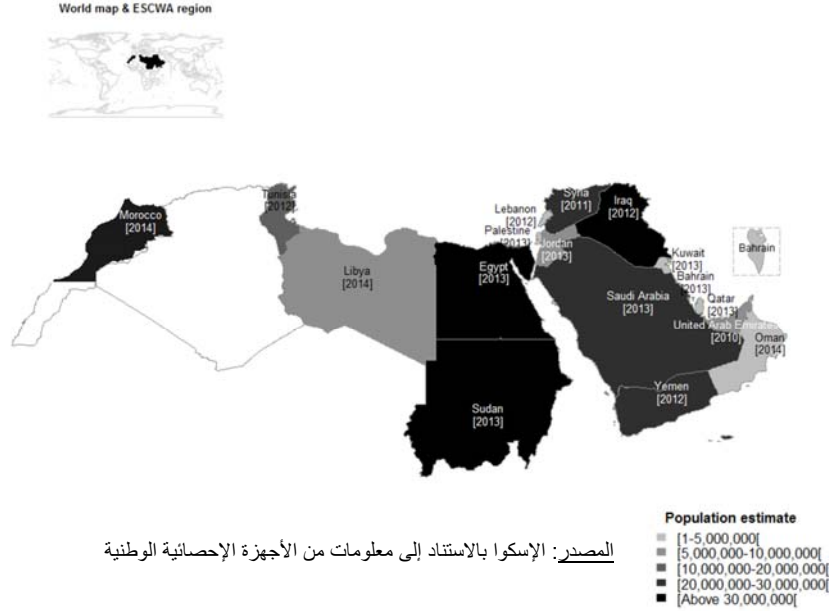 World map & ESCWA region
Morocco
[2014]
Tunisia
[2012]
Libya
[2014]
Egypt
[2013]
Sudan
[2013]
Lebanon
[2012]
Palestine
[2013]
Syria
[2011]
Jordan
[2013]
Iraq
[2012]
Kuwait
[2013]
Bahrain
[2013]
Qatar
[2013]
Saudi Arabia
[2013]
United Arab Emirates
[2010]
Oman
[2014]
Yemen
[2012]
Bahrain
Population estimate
[1-5,000,000[
[5,000,000-10,000,000[
[10,000,000-20,000,000[
[20,000,000-30,000,000[
[Above 30,000,000[
المصدر: الإسكوا بالاستناد إلى معلومات من الأجهزة الإحصائية الوطنية